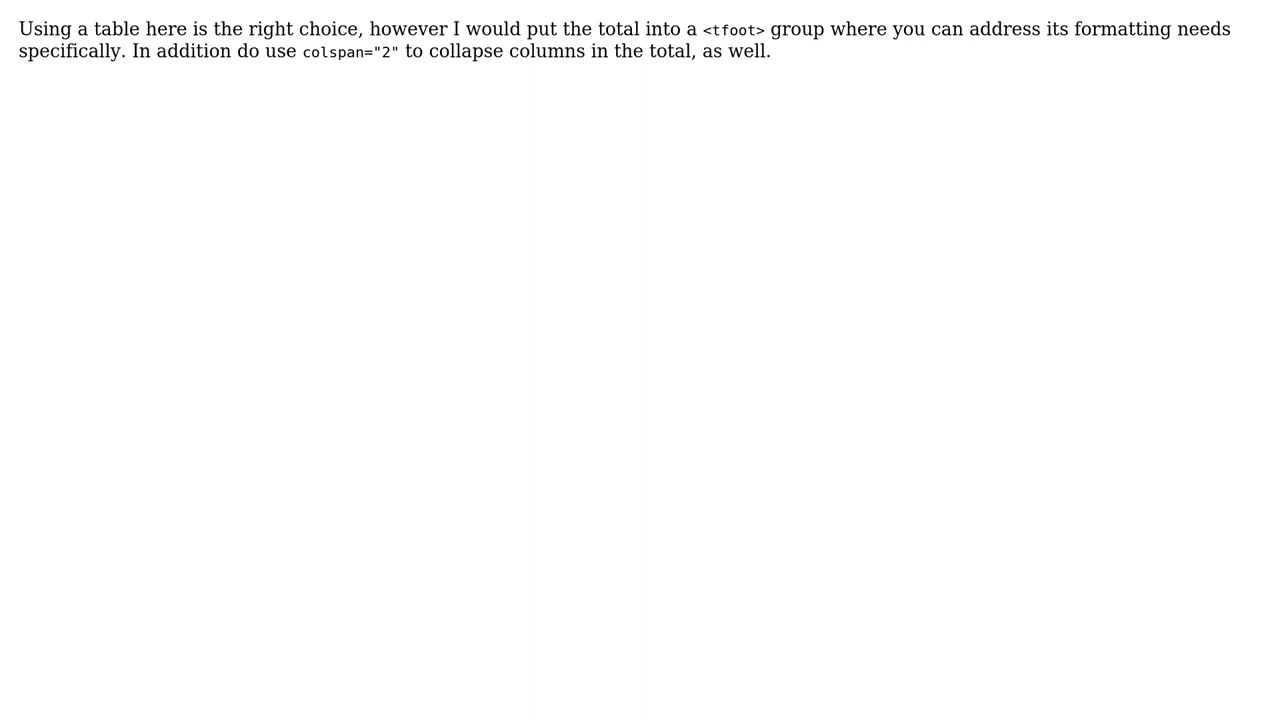 Using a table here is the right choice, however I would put the total into a <tfoot> group where you can address its formatting needs
specifically. In addition do use colspan="2" to collapse columns in the total, as well.